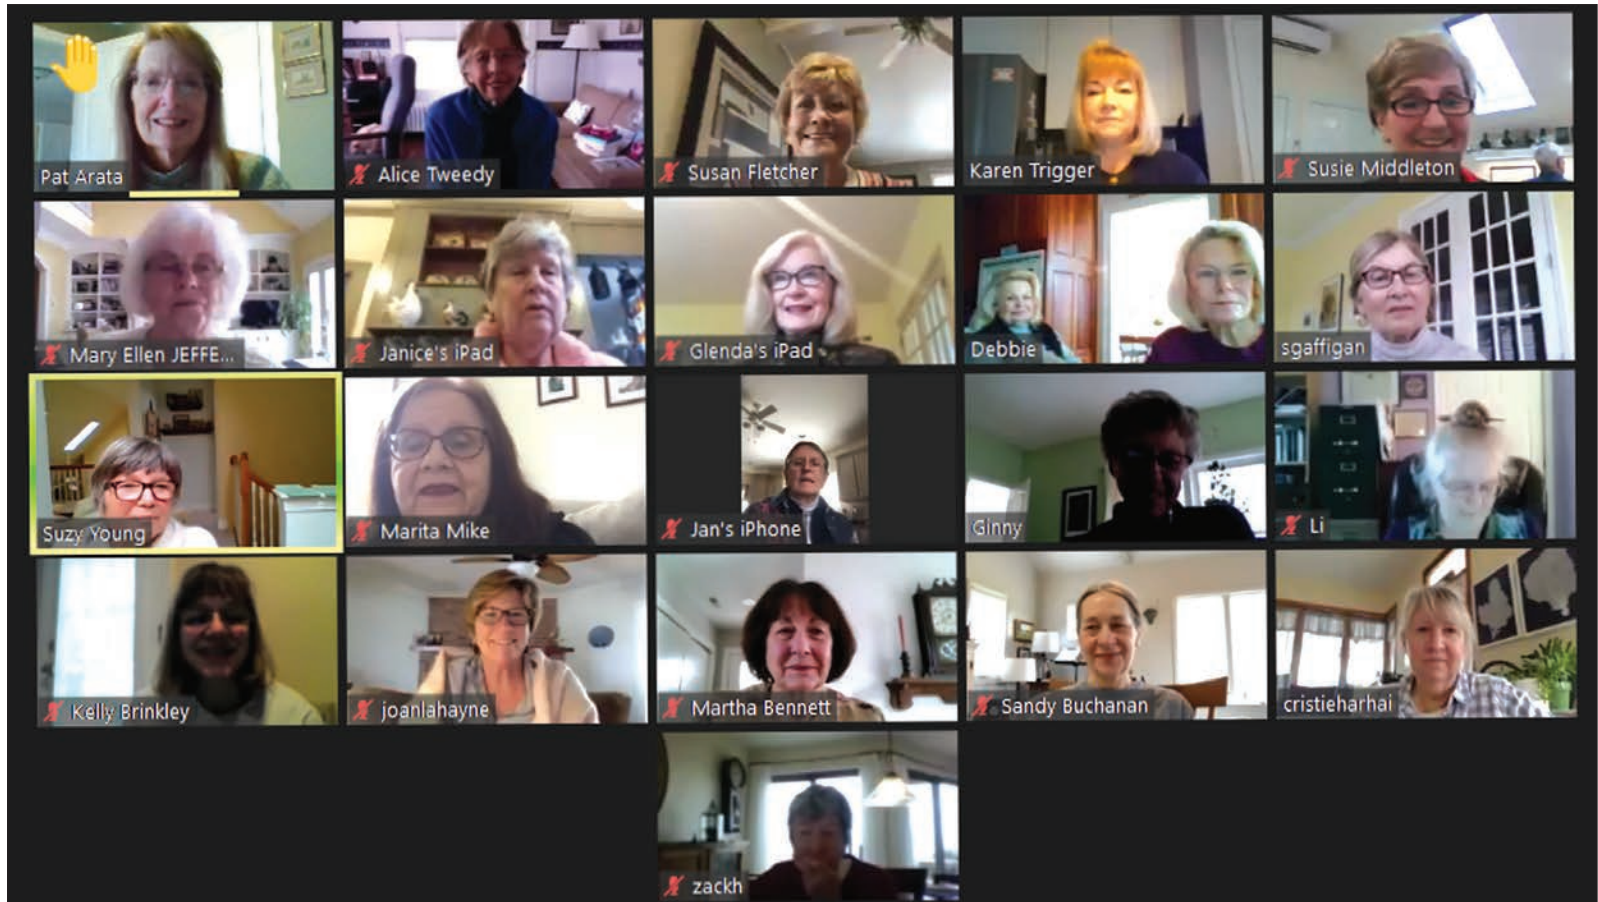 Pat Arata
Alice Tweedy
Susan Fletcher
Karen Trigger
Susie Middleton
Mary Ellen JEFFE...
Janice's iPad
Glenda's iPad
Debbie
sgaffigan
Suzy Young
Marita Mike
Jan's iPhone
Ginny
Li
Kelly Brinkley
joanlahayne
Martha Bennett
Sandy Buchanan
cristieharhai
zackh